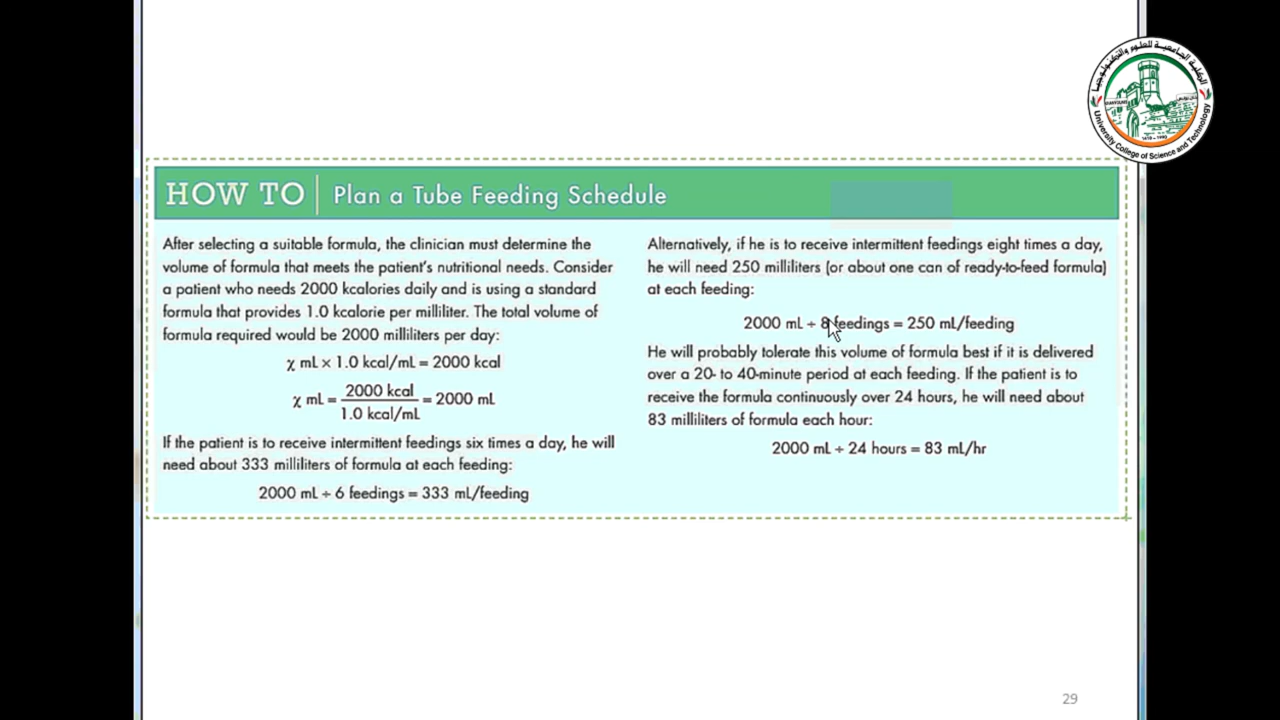 الكلية الجامعية للعلوم والتكنولوجيا
University College of Science and Technology
HOW TO | Plan a Tube Feeding Schedule
After selecting a suitable formula, the clinician must determine the
volume of formula that meets the patient's nutritional needs. Consider
a patient who needs 2000 kcalories daily and is using a standard
formula that provides 1.0 kcalorie per milliliter. The total volume of
formula required would be 2000 milliliters per day:
χ mL × 1.0 kcal/mL = 2000 kcal
χ mL = 2000 kcal / 1.0 kcal/mL = 2000 mL
If the patient is to receive intermittent feedings six times a day, he will
need about 333 milliliters of formula at each feeding:
2000 mL ÷ 6 feedings = 333 mL/feeding
Alternatively, if he is to receive intermittent feedings eight times a day,
he will need 250 milliliters (or about one can of ready-to-feed formula)
at each feeding:
2000 mL ÷ 8 feedings = 250 mL/feeding
He will probably tolerate this volume of formula best if it is delivered
over a 20- to 40-minute period at each feeding. If the patient is to
receive the formula continuously over 24 hours, he will need about
83 milliliters of formula each hour:
2000 mL ÷ 24 hours = 83 mL/hr
29